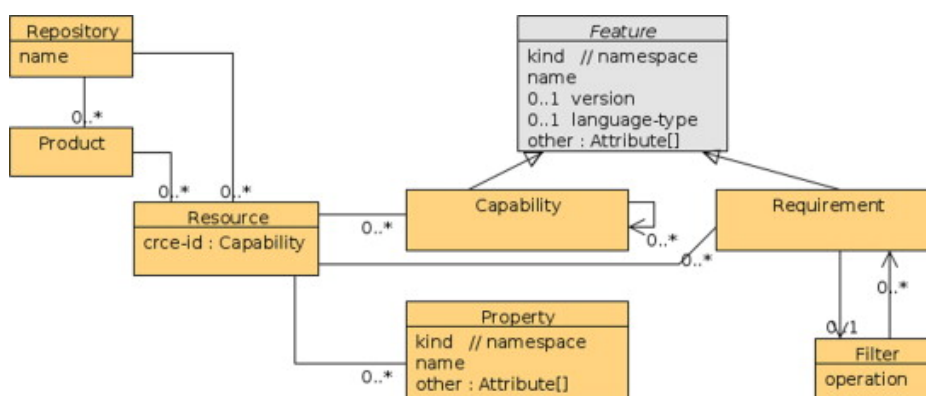 Repository
name
Feature
kind // namespace
name
0..1 version
0..1 language-type
other : Attribute[]
0..*
Product
0..*
0..*
Resource
crce-id : Capability
Capability
0..*
0..*
Requirement
0..*
0..*
0../1
Property
kind // namespace
name
other : Attribute[]
0..*
Filter
operation